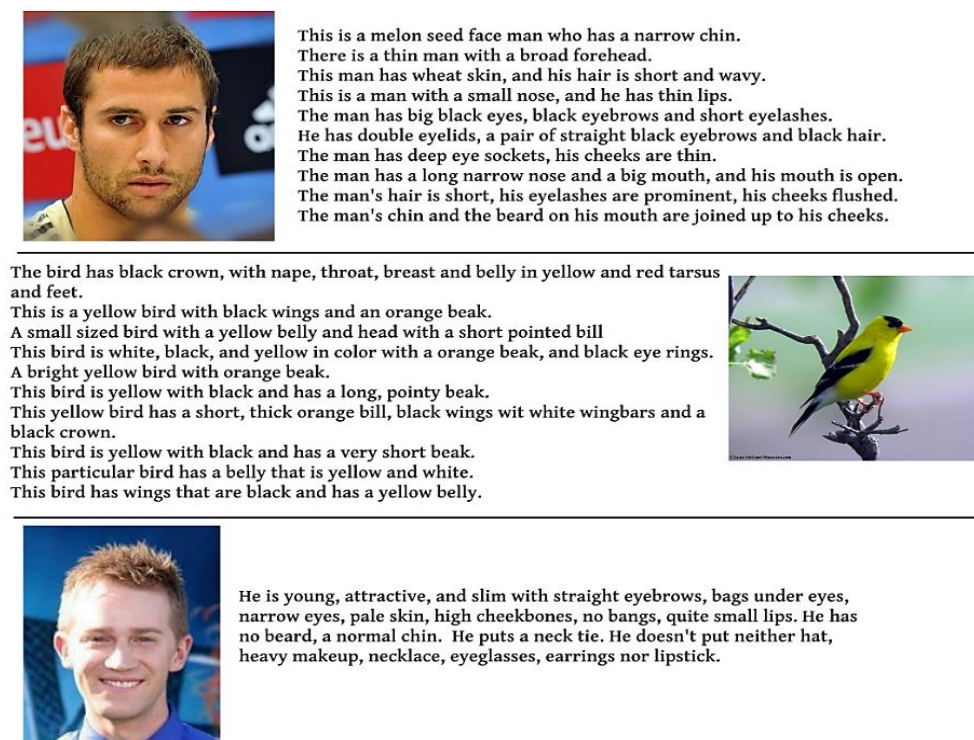 This is a melon seed face man who has a narrow chin.
There is a thin man with a broad forehead.
This man has wheat skin, and his hair is short and wavy.
This is a man with a small nose, and he has thin lips.
The man has big black eyes, black eyebrows and short eyelashes.
He has double eyelids, a pair of straight black eyebrows and black hair.
The man has deep eye sockets, his cheeks are thin.
The man has a long narrow nose and a big mouth, and his mouth is open.
The man's hair is short, his eyelashes are prominent, his cheeks flushed.
The man's chin and the beard on his mouth are joined up to his cheeks.
The bird has black crown, with nape, throat, breast and belly in yellow and red tarsus
and feet.
This is a yellow bird with black wings and an orange beak.
A small sized bird with a yellow belly and head with a short pointed bill
This bird is white, black, and yellow in color with a orange beak, and black eye rings.
A bright yellow bird with orange beak.
This bird is yellow with black and has a long, pointy beak.
This yellow bird has a short, thick orange bill, black wings wit white wingbars and a
black crown.
This bird is yellow with black and has a very short beak.
This particular bird has a belly that is yellow and white.
This bird has wings that are black and has a yellow belly.
He is young, attractive, and slim with straight eyebrows, bags under eyes,
narrow eyes, pale skin, high cheekbones, no bangs, quite small lips. He has
no beard, a normal chin.  He puts a neck tie. He doesn't put neither hat,
heavy makeup, necklace, eyeglasses, earrings nor lipstick.